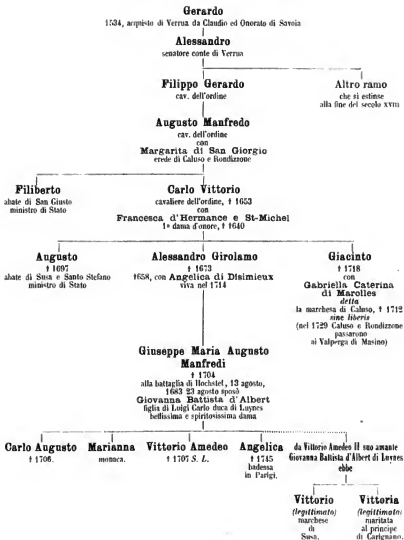 Gerardo
1534, acquisto di Verrua da Claudio ed Onorato di Savoia
Alessandro
senatore conte di Verrua
Filippo Gerardo
cav. dell'ordine
Altro ramo
che si estinse
alla fine del secolo XVIII
Augusto Manfredo
cav. dell'ordine
con
Margarita di San Giorgio
erede di Caluso e Rondizzone
Filiberto
abate di San Giusto
ministro di Stato
Carlo Vittorio
cavaliere dell'ordine, † 1653
con
Francesca d'Hermance e St-Michel
1ª dama d'onore, † 1640
Augusto
† 1697
abate di Susa e Santo Stefano
ministro di Stato
Alessandro Girolamo
† 1673
1658, con Angelica di Disimieux
viva nel 1714
Giacinto
† 1718
con
Gabriella Caterina
di Marolles
detta
la marchesa di Caluso, † 1712
sine liberis
(nel 1729 Caluso e Rondizzone
passarono
ai Valperga di Masino)
Giuseppe Maria Augusto
Manfredi
† 1704
alla battaglia di Hochstet, 13 agosto,
1683 23 agosto sposò
Giovanna Battista d'Albert
figlia di Luigi Carlo duca di Luynes
bellissima e spiritosissima dama
Carlo Augusto
† 1706.
Marianna
monaca.
Vittorio Amedeo
† 1707 S. L.
Angelica
† 1745
badessa
in Parigi.
da Vittorio Amedeo II suo amante
Giovanna Battista d'Albert di Luynes
ebbe
Vittorio
(legittimato)
marchese
di
Susa.
Vittoria
(legittimata)
maritata
al principe
di Carignano.